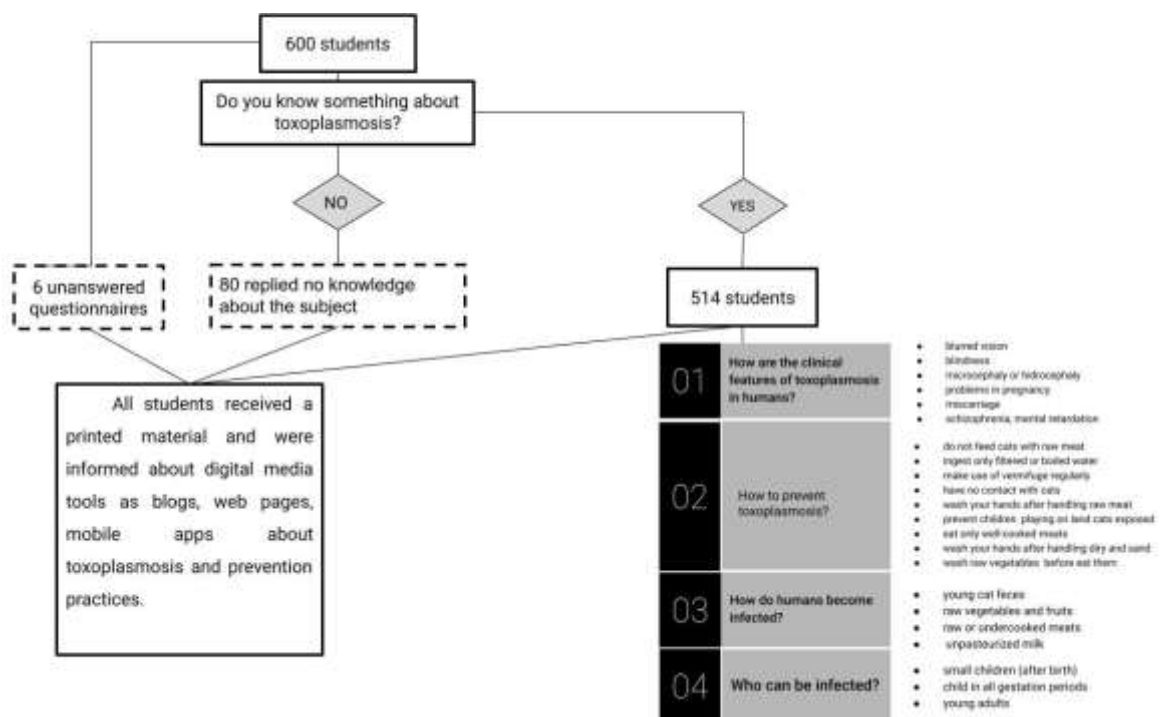 600 students
Do you know something about
toxoplasmosis?
NO
YES
6 unanswered
questionnaires
80 replied no knowledge
about the subject
514 students
All students received a
printed material and were
informed about digital media
tools as blogs, web pages,
mobile apps about
toxoplasmosis and prevention
practices.
01
How are the clinical
features of toxoplasmosis
in humans?
● blurred vision
● blindness
● microcephaly or hidrocephaly
● problems in pregnancy
● miscarriage
● schizophrenia, mental retardation
02
How to prevent
toxoplasmosis?
● do not feed cats with raw meat
● ingest only filtered or boiled water
● make use of vermifuge regularly
● have no contact with cats
● wash your hands after handling raw meat
● prevent children playing on land cats exposed
● eat only well-cooked meats
● wash your hands after handling dry and sand
● wash raw vegetables before eat them
03
How do humans become
infected?
● young cat feces
● raw vegetables and fruits
● raw or undercooked meats
● unpasteurized milk
04
Who can be infected?
● small children (after birth)
● child in all gestation periods
● young adults